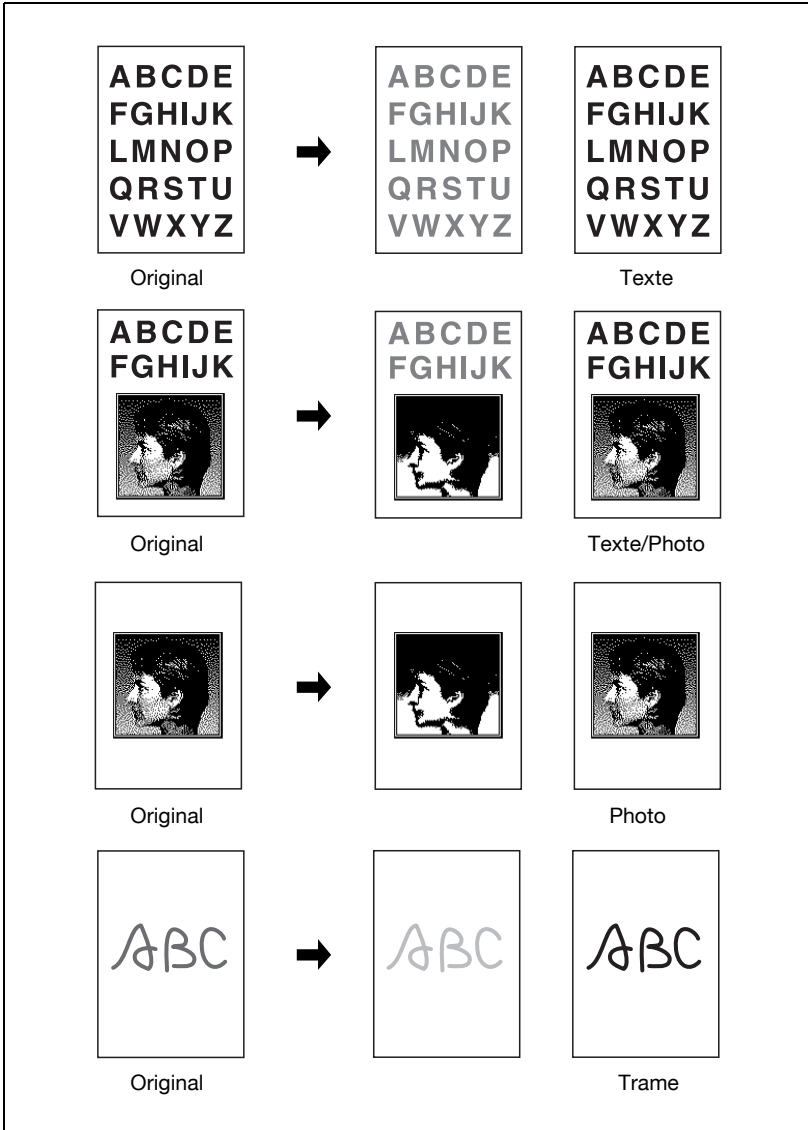 ABCDE ABCDE ABCDE
FGHIJK FGHIJK FGHIJK
LMNOP LMNOP LMNOP
QRSTU QRSTU QRSTU
VWXYZ VWXYZ VWXYZ
Original Texte
ABCDE ABCDE ABCDE
FGHIJK FGHIJK FGHIJK
Original Texte/Photo
Original Photo
ABC ABC ABC
Original Trame